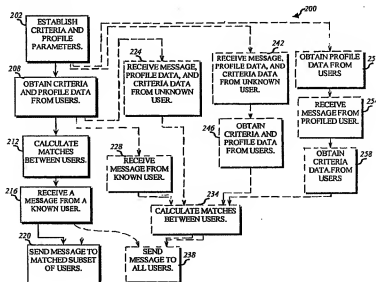 200
202
ESTABLISH
CRITERIA AND
PROFILE
PARAMETERS.
208
OBTAIN CRITERIA
AND PROFILE DATA
FROM USERS.
212
CALCULATE
MATCHES
BETWEEN USERS.
216
RECEIVE A
MESSAGE FROM
A KNOWN USER.
220
SEND MESSAGE TO
MATCHED SUBSET
OF USERS.
224
RECEIVE MESSAGE,
PROFILE DATA, AND
CRITERIA DATA
FROM UNKNOWN
USER.
228
RECEIVE
MESSAGE FROM
KNOWN USER.
234
CALCULATE MATCHES
BETWEEN USERS.
SEND
MESSAGE TO
ALL USERS.
238
242
RECEIVE MESSAGE,
PROFILE DATA, AND
CRITERIA DATA FROM
UNKNOWN USER.
246
OBTAIN
CRITERIA AND
PROFILE DATA
FROM USERS.
OBTAIN PROFILE
DATA FROM
USERS
RECEIVE
MESSAGE FROM
PROFILED USER.
258
OBTAIN
CRITERIA
DATA FROM
USERS